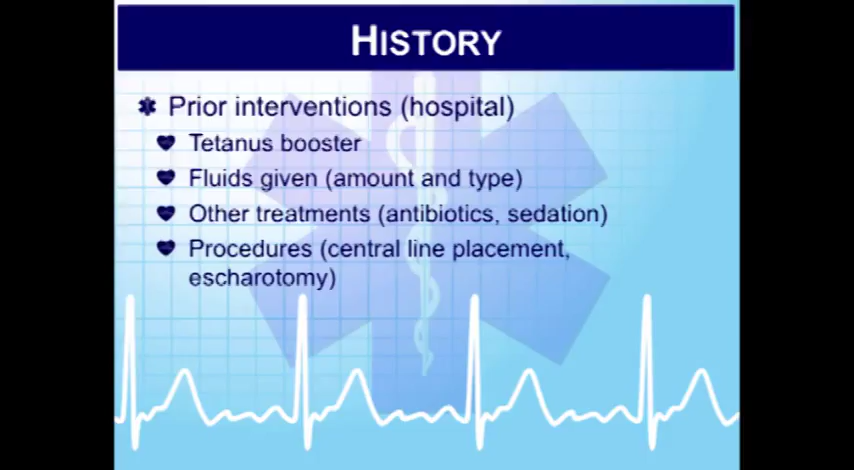 HISTORY
Prior interventions (hospital)
Tetanus booster
Fluids given (amount and type)
Other treatments (antibiotics, sedation)
Procedures (central line placement,
escharotomy)